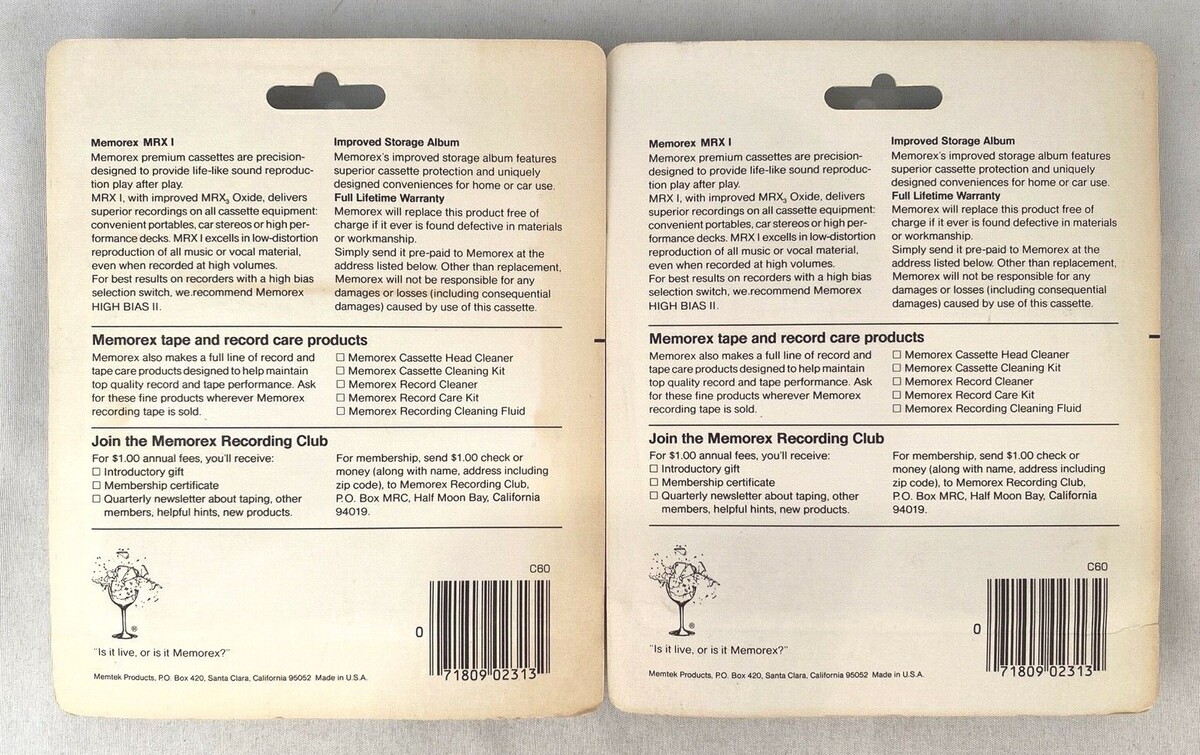 Memorex MRX I
Memorex premium cassettes are precision-
designed to provide life-like sound reproduc-
tion play after play.
MRX I, with improved MRX₃ Oxide, delivers
superior recordings on all cassette equipment:
convenient portables, car stereos or high per-
formance decks. MRX I excells in low-distortion
reproduction of all music or vocal material,
even when recorded at high volumes.
For best results on recorders with a high bias
selection switch, we.recommend Memorex
HIGH BIAS II.
Improved Storage Album
Memorex's improved storage album features
superior cassette protection and uniquely
designed conveniences for home or car use.
Full Lifetime Warranty
Memorex will replace this product free of
charge if it ever is found defective in materials
or workmanship.
Simply send it pre-paid to Memorex at the
address listed below. Other than replacement,
Memorex will not be responsible for any
damages or losses (including consequential
damages) caused by use of this cassette.
Memorex tape and record care products
Memorex also makes a full line of record and
tape care products designed to help maintain
top quality record and tape performance. Ask
for these fine products wherever Memorex
recording tape is sold.
☐ Memorex Cassette Head Cleaner
☐ Memorex Cassette Cleaning Kit
☐ Memorex Record Cleaner
☐ Memorex Record Care Kit
☐ Memorex Recording Cleaning Fluid
Join the Memorex Recording Club
For $1.00 annual fees, you'll receive:
☐ Introductory gift
☐ Membership certificate
☐ Quarterly newsletter about taping, other
members, helpful hints, new products.
For membership, send $1.00 check or
money (along with name, address including
zip code), to Memorex Recording Club,
P.O. Box MRC, Half Moon Bay, California
94019.
®
"Is it live, or is it Memorex?"
Memtek Products, P.O. Box 420, Santa Clara, California 95052 Made in U.S.A.
C60
0 71809 02313
Memorex MRX I
Memorex premium cassettes are precision-
designed to provide life-like sound reproduc-
tion play after play.
MRX I, with improved MRX₃ Oxide, delivers
superior recordings on all cassette equipment:
convenient portables, car stereos or high per-
formance decks. MRX I excells in low-distortion
reproduction of all music or vocal material,
even when recorded at high volumes.
For best results on recorders with a high bias
selection switch, we.recommend Memorex
HIGH BIAS II.
Improved Storage Album
Memorex's improved storage album features
superior cassette protection and uniquely
designed conveniences for home or car use.
Full Lifetime Warranty
Memorex will replace this product free of
charge if it ever is found defective in materials
or workmanship.
Simply send it pre-paid to Memorex at the
address listed below. Other than replacement,
Memorex will not be responsible for any
damages or losses (including consequential
damages) caused by use of this cassette.
Memorex tape and record care products
Memorex also makes a full line of record and
tape care products designed to help maintain
top quality record and tape performance. Ask
for these fine products wherever Memorex
recording tape is sold.
☐ Memorex Cassette Head Cleaner
☐ Memorex Cassette Cleaning Kit
☐ Memorex Record Cleaner
☐ Memorex Record Care Kit
☐ Memorex Recording Cleaning Fluid
Join the Memorex Recording Club
For $1.00 annual fees, you'll receive:
☐ Introductory gift
☐ Membership certificate
☐ Quarterly newsletter about taping, other
members, helpful hints, new products.
For membership, send $1.00 check or
money (along with name, address including
zip code), to Memorex Recording Club,
P.O. Box MRC, Half Moon Bay, California
94019.
®
"Is it live, or is it Memorex?"
Memtek Products, P.O. Box 420, Santa Clara, California 95052 Made in U.S.A.
C60
0 71809 02313